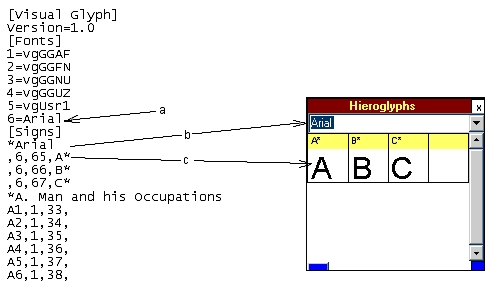 [Visual Glyph]
Version=1.0
[Fonts]
1=vgGGAF
2=vgGGFN
3=vgGGNU
4=vgGGUZ
5=vgUsr1
6=Arial
[Signs]
*Arial
,6,65,A*
,6,66,B*
,6,67,C*
*A. Man and his Occupations
A1,1,33,
A2,1,34,
A3,1,35,
A4,1,36,
A5,1,37,
A6,1,38,
a
b
c
Hieroglyphs x
Arial
A* B* C*
A B C